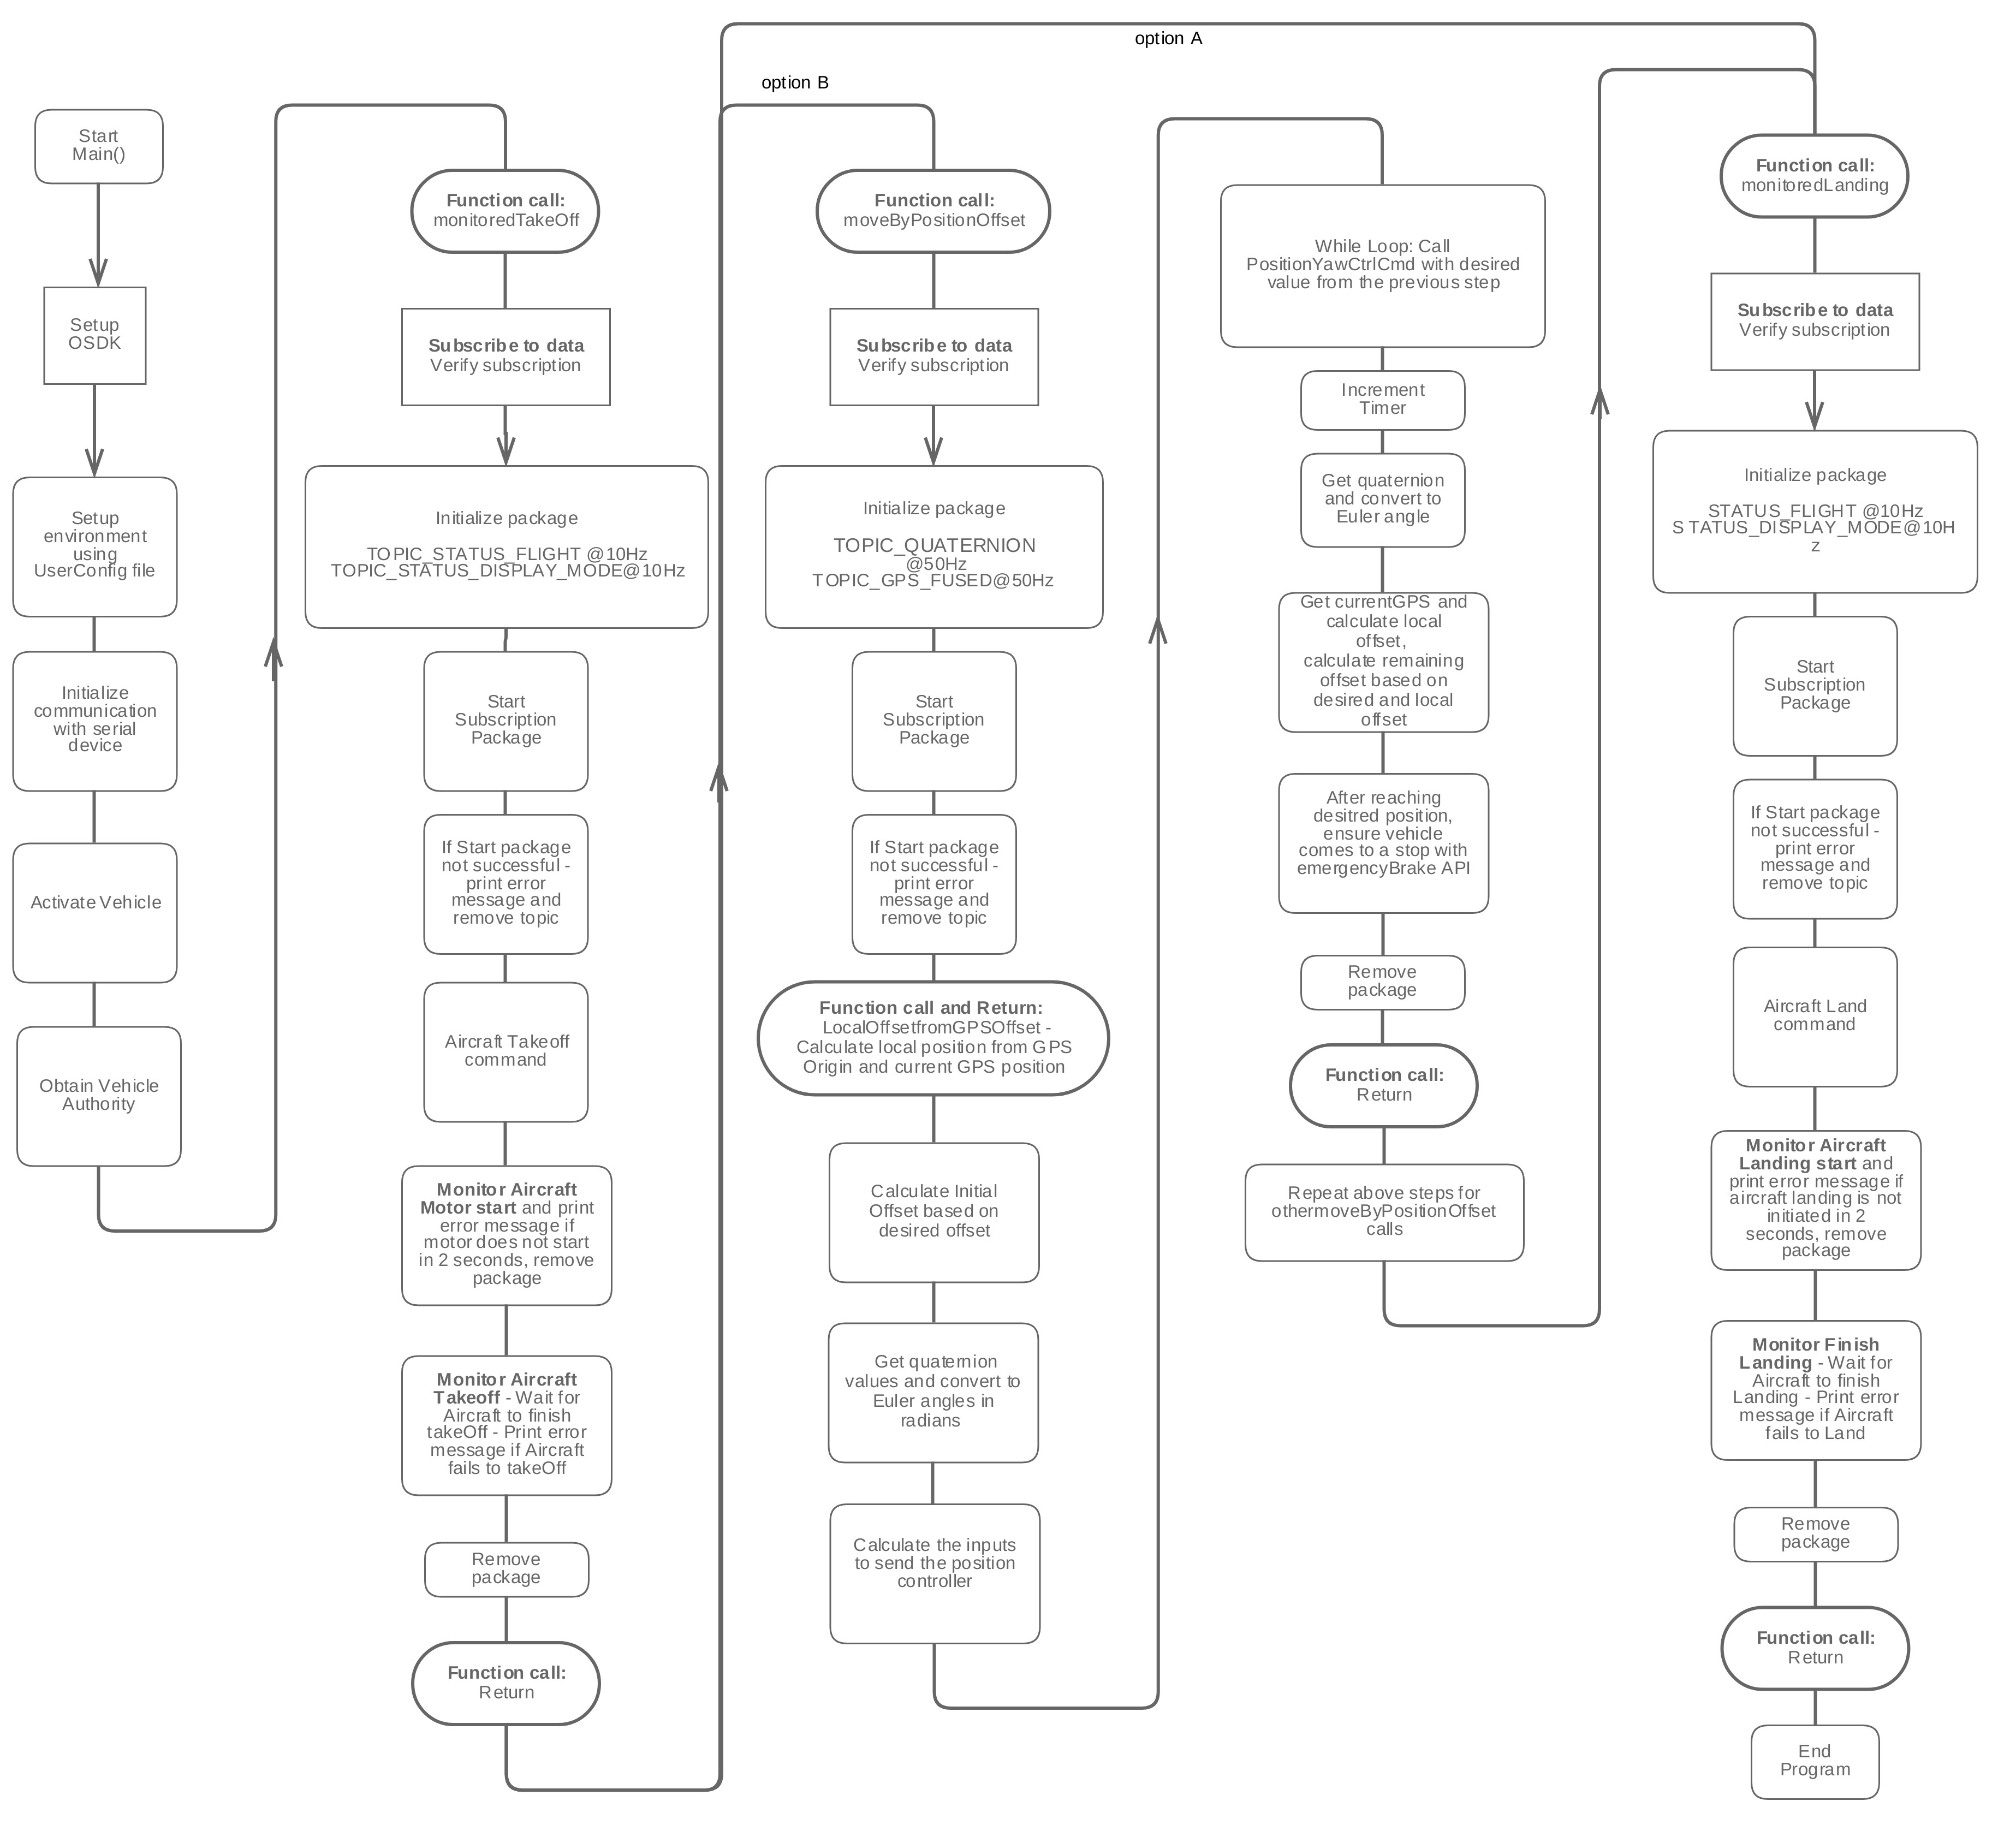 option A
option B
Start
Main()
Setup
OSDK
Setup
environment
using
UserConfig file
Initialize
communication
with serial
device
Activate Vehicle
Obtain Vehicle
Authority
Function call:
monitoredTakeOff
Subscribe to data
Verify subscription
Initialize package
TOPIC_STATUS_FLIGHT @10Hz
TOPIC_STATUS_DISPLAY_MODE@10Hz
Start
Subscription
Package
If Start package
not successful -
print error
message and
remove topic
Aircraft Takeoff
command
Monitor Aircraft
Motor start and print
error message if
motor does not start
in 2 seconds, remove
package
Monitor Aircraft
Takeoff - Wait for
Aircraft to finish
takeOff - Print error
message if Aircraft
fails to takeOff
Remove
package
Function call:
Return
Function call:
moveByPositionOffset
Subscribe to data
Verify subscription
Initialize package
TOPIC_QUATERNION
@50Hz
TOPIC_GPS_FUSED@50Hz
Start
Subscription
Package
If Start package
not successful -
print error
message and
remove topic
Function call and Return:
LocalOffsetfromGPSOffset -
Calculate local position from GPS
Origin and current GPS position
Calculate Initial
Offset based on
desired offset
Get quaternion
values and convert to
Euler angles in
radians
Calculate the inputs
to send the position
controller
While Loop: Call
PositionYawCtrlCmd with desired
value from the previous step
Increment
Timer
Get quaternion
and convert to
Euler angle
Get currentGPS and
calculate local
offset,
calculate remaining
offset based on
desired and local
offset
After reaching
desitred position,
ensure vehicle
comes to a stop with
emergencyBrake API
Remove
package
Function call:
Return
Repeat above steps for
othermoveByPositionOffset
calls
Function call:
monitoredLanding
Subscribe to data
Verify subscription
Initialize package
STATUS_FLIGHT @10Hz
S TATUS_DISPLAY_MODE@10H
z
Start
Subscription
Package
If Start package
not successful -
print error
message and
remove topic
Aircraft Land
command
Monitor Aircraft
Landing start and
print error message if
aircraft landing is not
initiated in 2
seconds, remove
package
Monitor Finish
Landing - Wait for
Aircraft to finish
Landing - Print error
message if Aircraft
fails to Land
Remove
package
Function call:
Return
End
Program